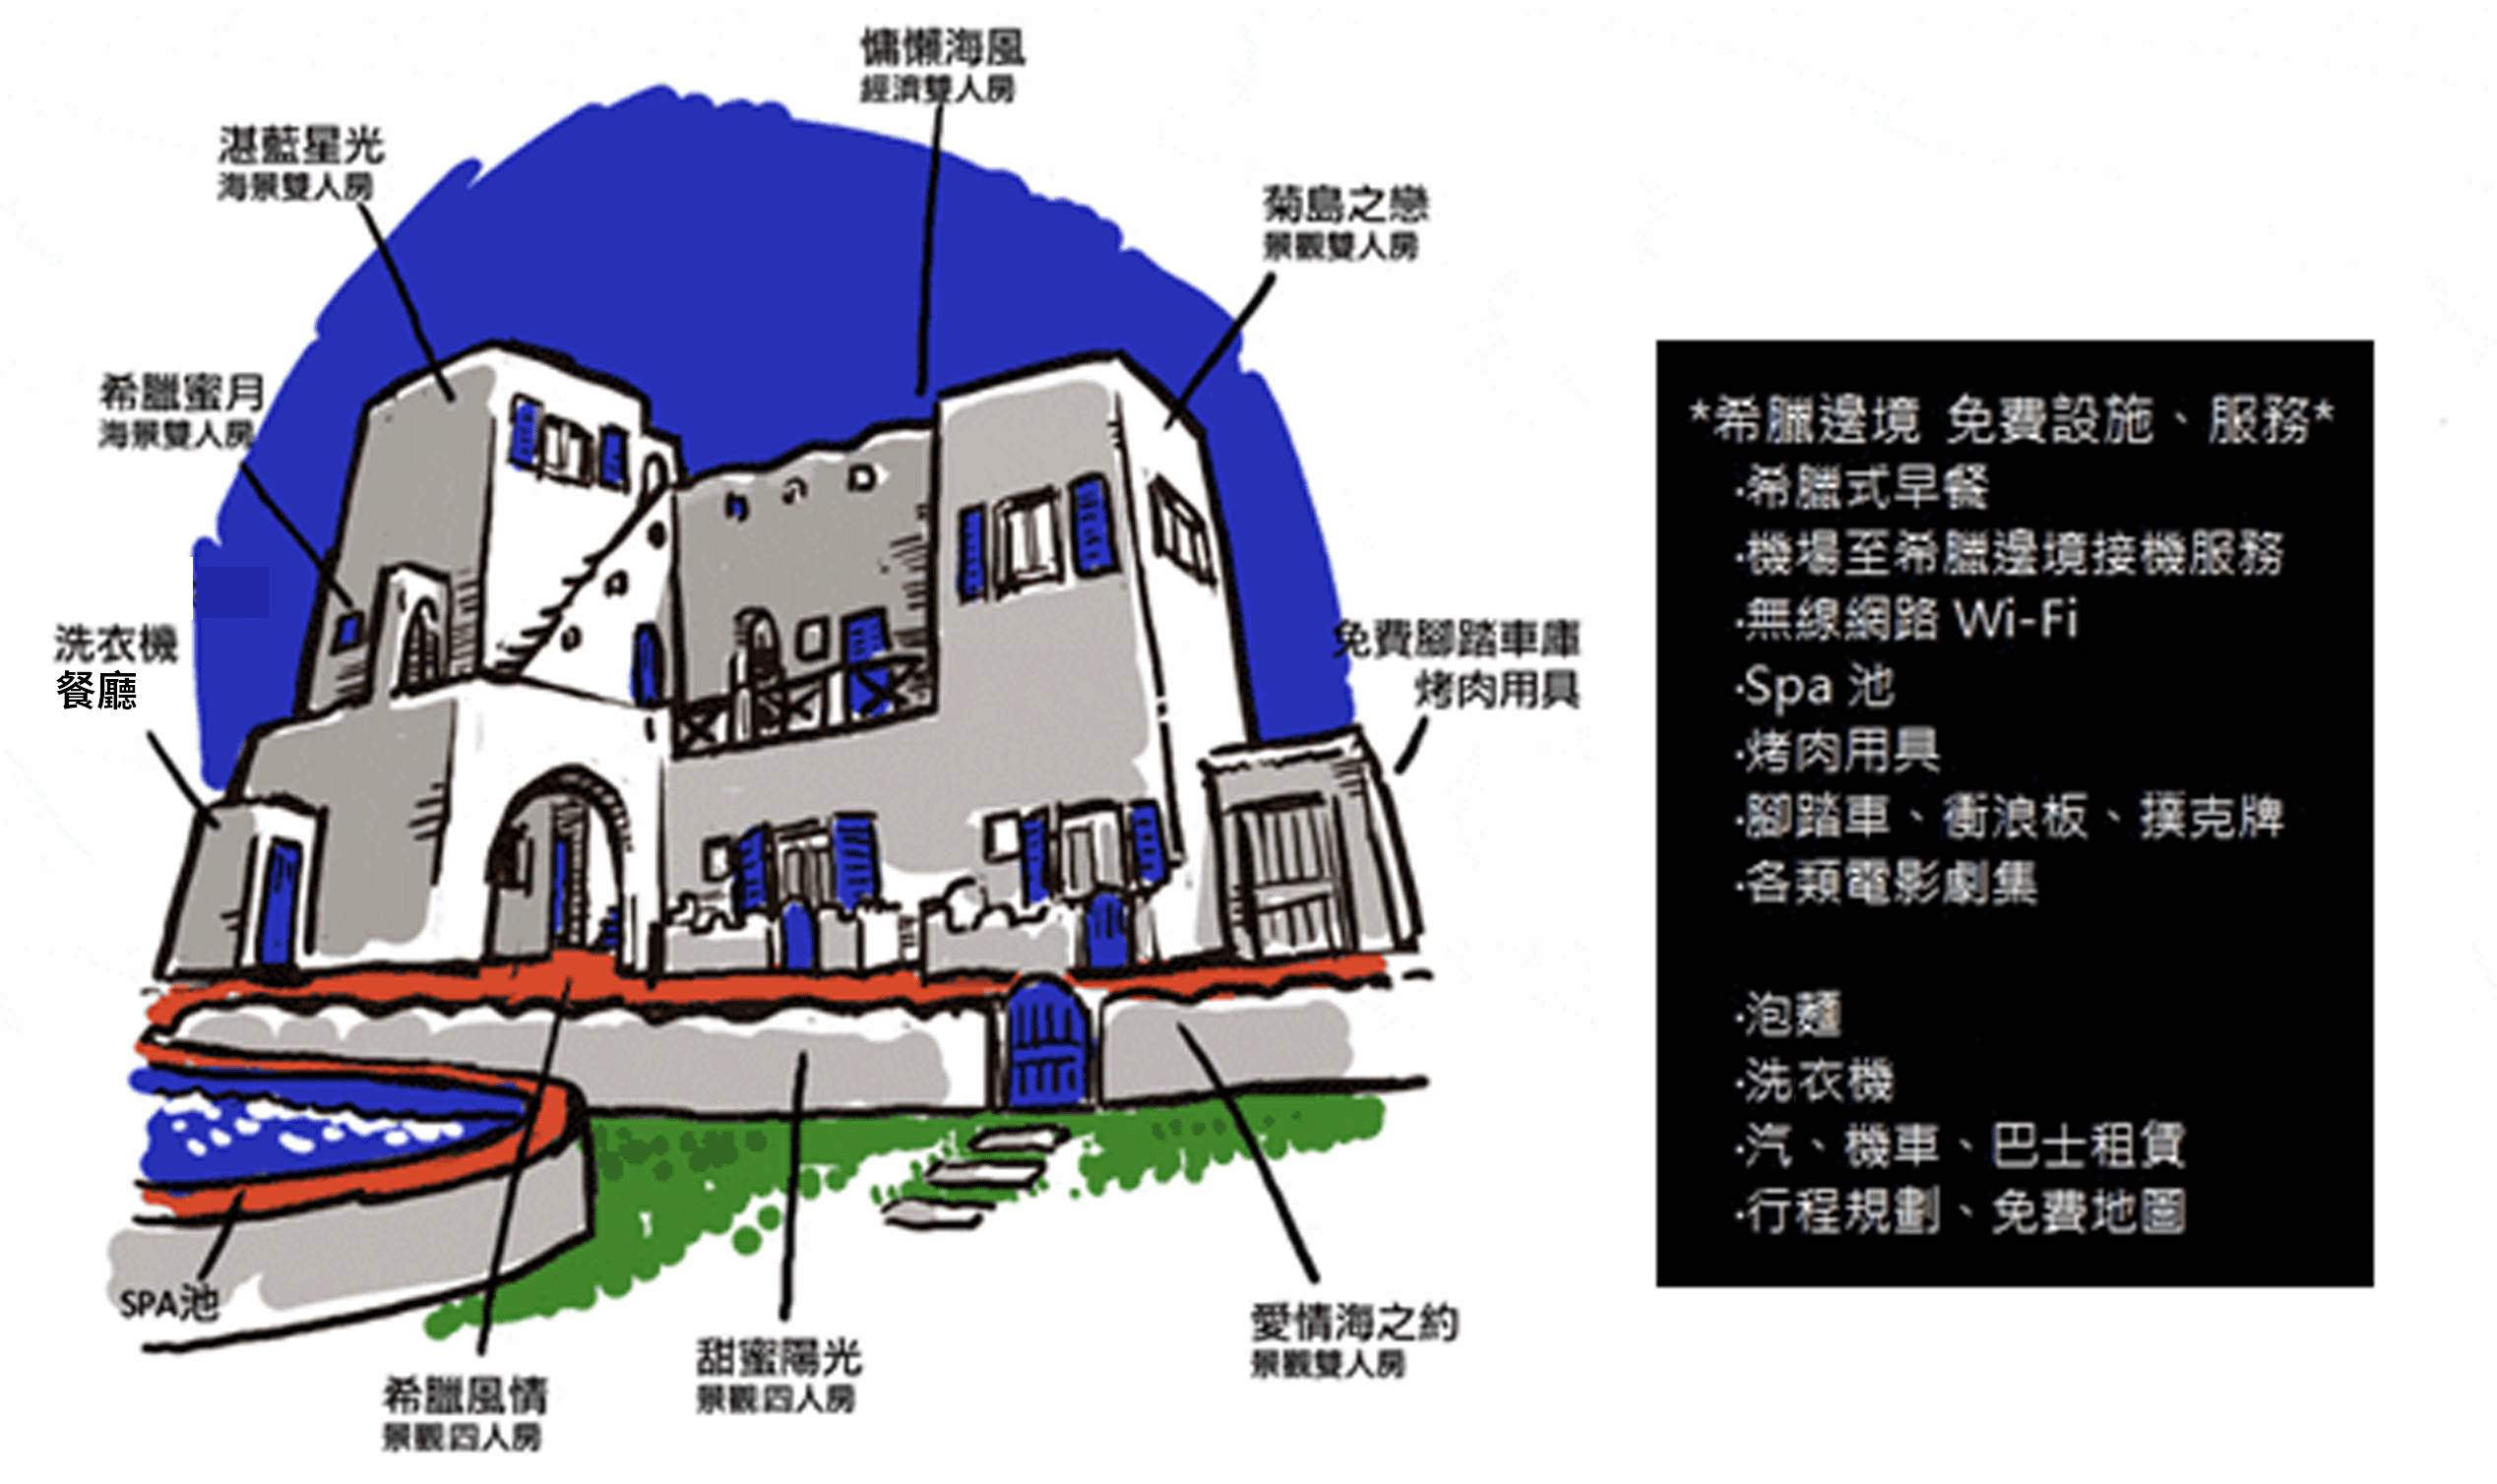 慵懶海風
經濟雙人房
湛藍星光
海景雙人房
菊島之戀
景觀雙人房
希臘蜜月
海景雙人房
洗衣機
餐廳
免費腳踏車庫
烤肉用具
SPA池
希臘風情
景觀四人房
甜蜜陽光
景觀四人房
愛情海之約
景觀雙人房
*希臘邊境 免費設施、服務*
·希臘式早餐
·機場至希臘邊境接機服務
·無線網路 Wi-Fi
·Spa 池
·烤肉用具
·腳踏車、衝浪板、撲克牌
·各類電影劇集
·泡麵
·洗衣機
·汽、機車、巴士租賃
·行程規劃、免費地圖